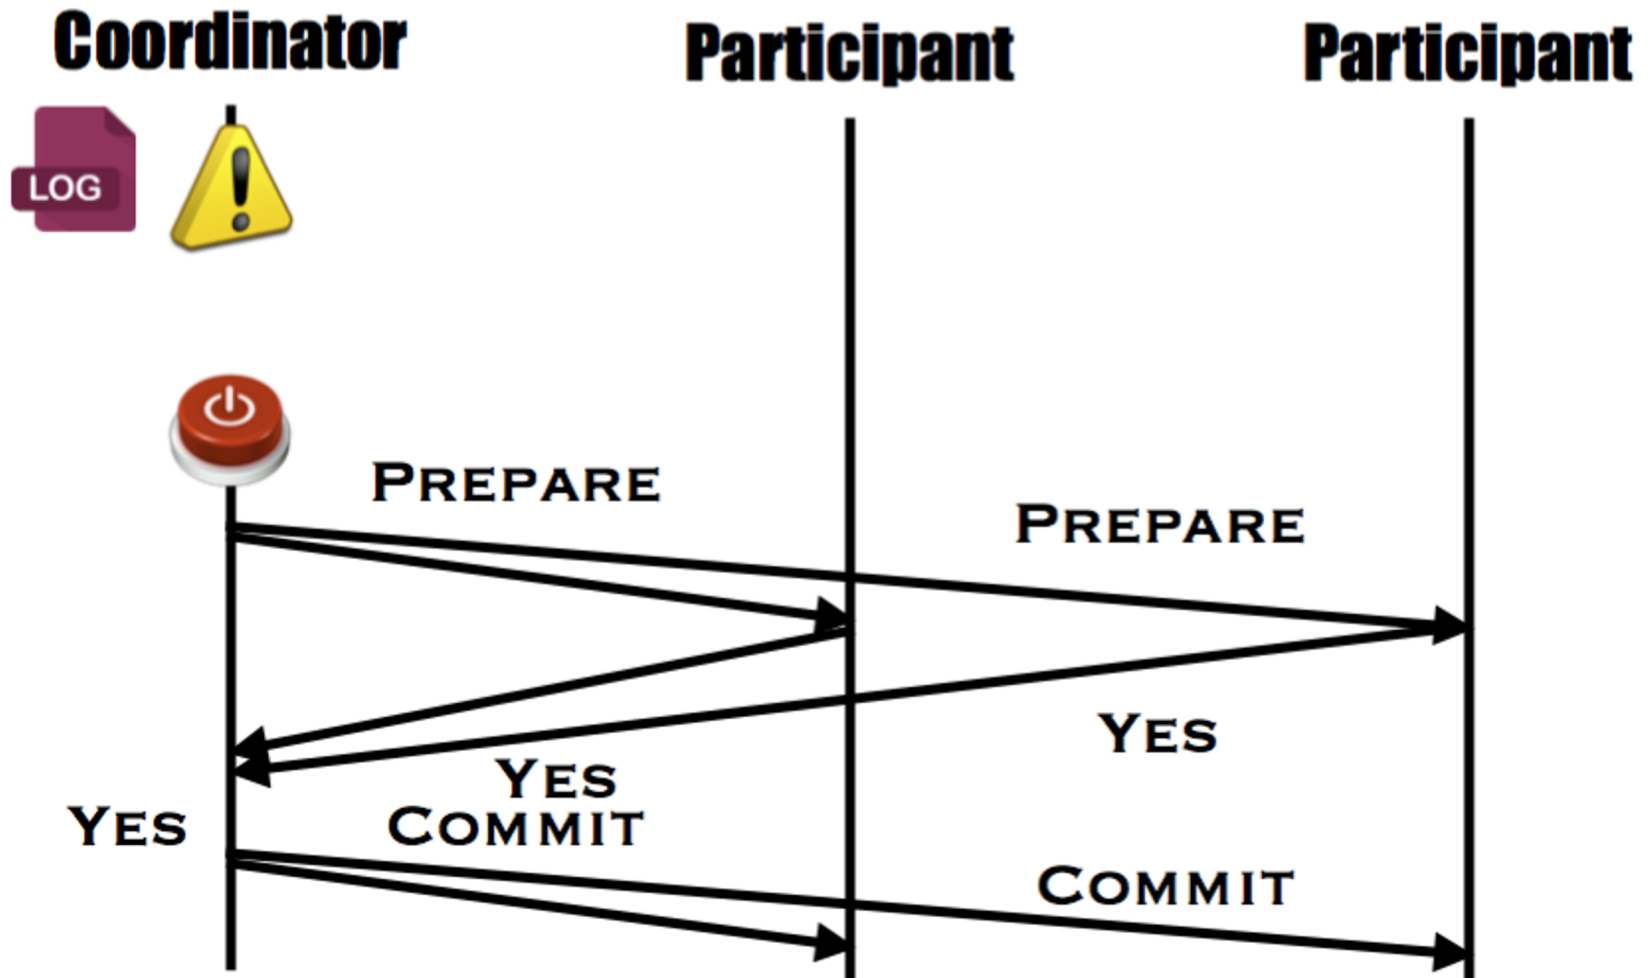 Coordinator
Participant
Participant
LOG
PREPARE
PREPARE
YES
YES
YES
COMMIT
COMMIT